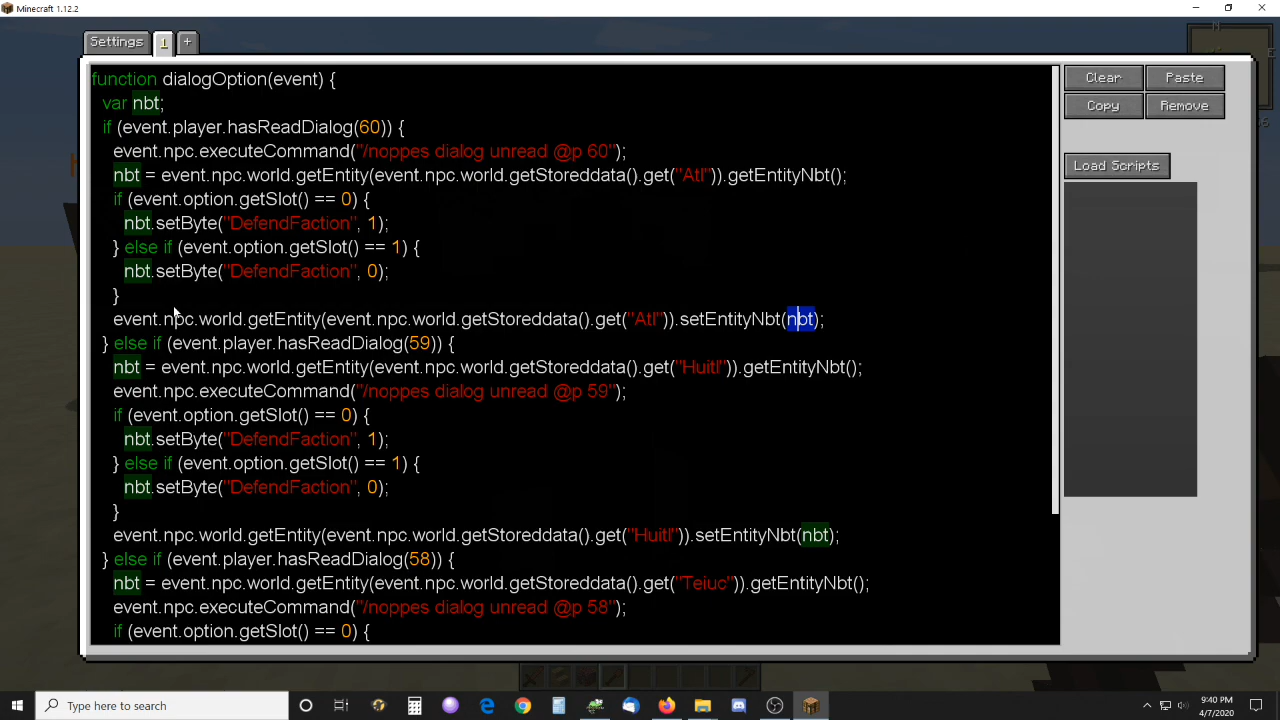 Minecraft 1.12.2
Settings 1 +
function dialogOption(event) {
var nbt;
if (event.player.hasReadDialog(60)) {
event.npc.executeCommand("/noppes dialog unread @p 60");
nbt = event.npc.world.getEntity(event.npc.world.getStoreddata().get("Atl")).getEntityNbt();
if (event.option.getSlot() == 0) {
nbt.setByte("DefendFaction", 1);
} else if (event.option.getSlot() == 1) {
nbt.setByte("DefendFaction", 0);
}
event.npc.world.getEntity(event.npc.world.getStoreddata().get("Atl")).setEntityNbt(nbt);
} else if (event.player.hasReadDialog(59)) {
nbt = event.npc.world.getEntity(event.npc.world.getStoreddata().get("Huitl")).getEntityNbt();
event.npc.executeCommand("/noppes dialog unread @p 59");
if (event.option.getSlot() == 0) {
nbt.setByte("DefendFaction", 1);
} else if (event.option.getSlot() == 1) {
nbt.setByte("DefendFaction", 0);
}
event.npc.world.getEntity(event.npc.world.getStoreddata().get("Huitl")).setEntityNbt(nbt);
} else if (event.player.hasReadDialog(58)) {
nbt = event.npc.world.getEntity(event.npc.world.getStoreddata().get("Teiuc")).getEntityNbt();
event.npc.executeCommand("/noppes dialog unread @p 58");
if (event.option.getSlot() == 0) {
Clear Paste
Copy Remove
Load Scripts
Type here to search
9:40 PM
4/7/2020